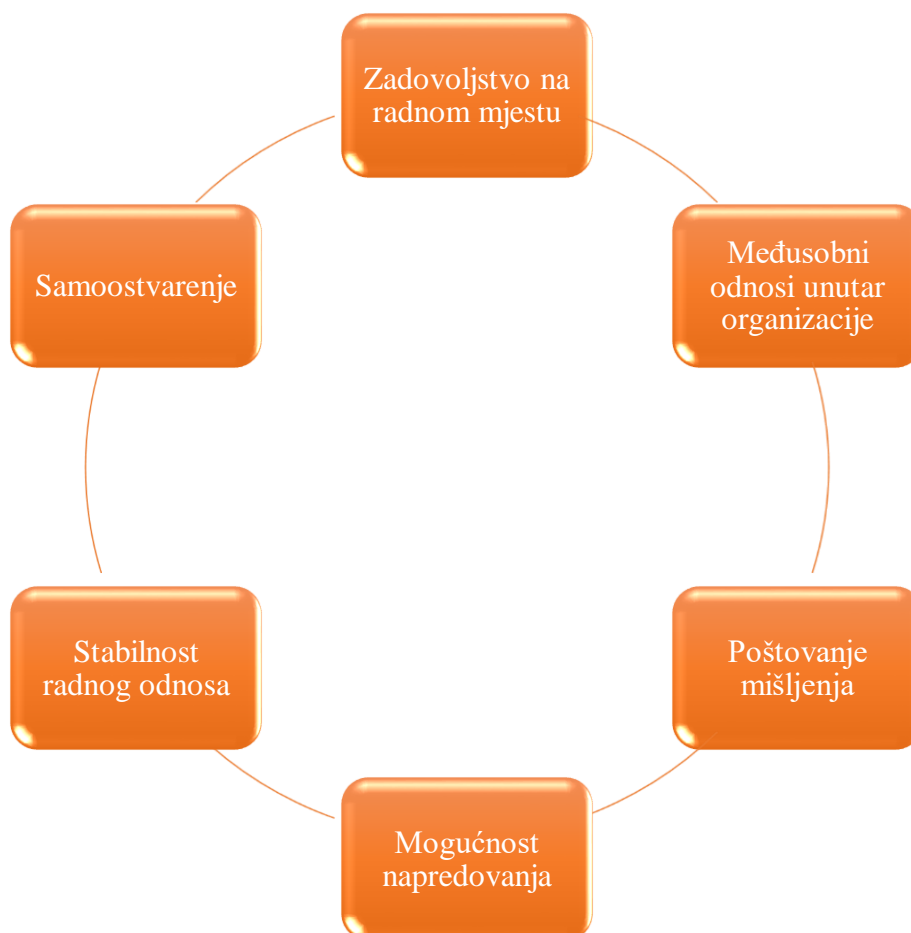 Zadovoljstvo na
radnom mjestu
Međusobni
odnosi unutar
organizacije
Poštovanje
mišljenja
Mogućnost
napredovanja
Stabilnost
radnog odnosa
Samoostvarenje